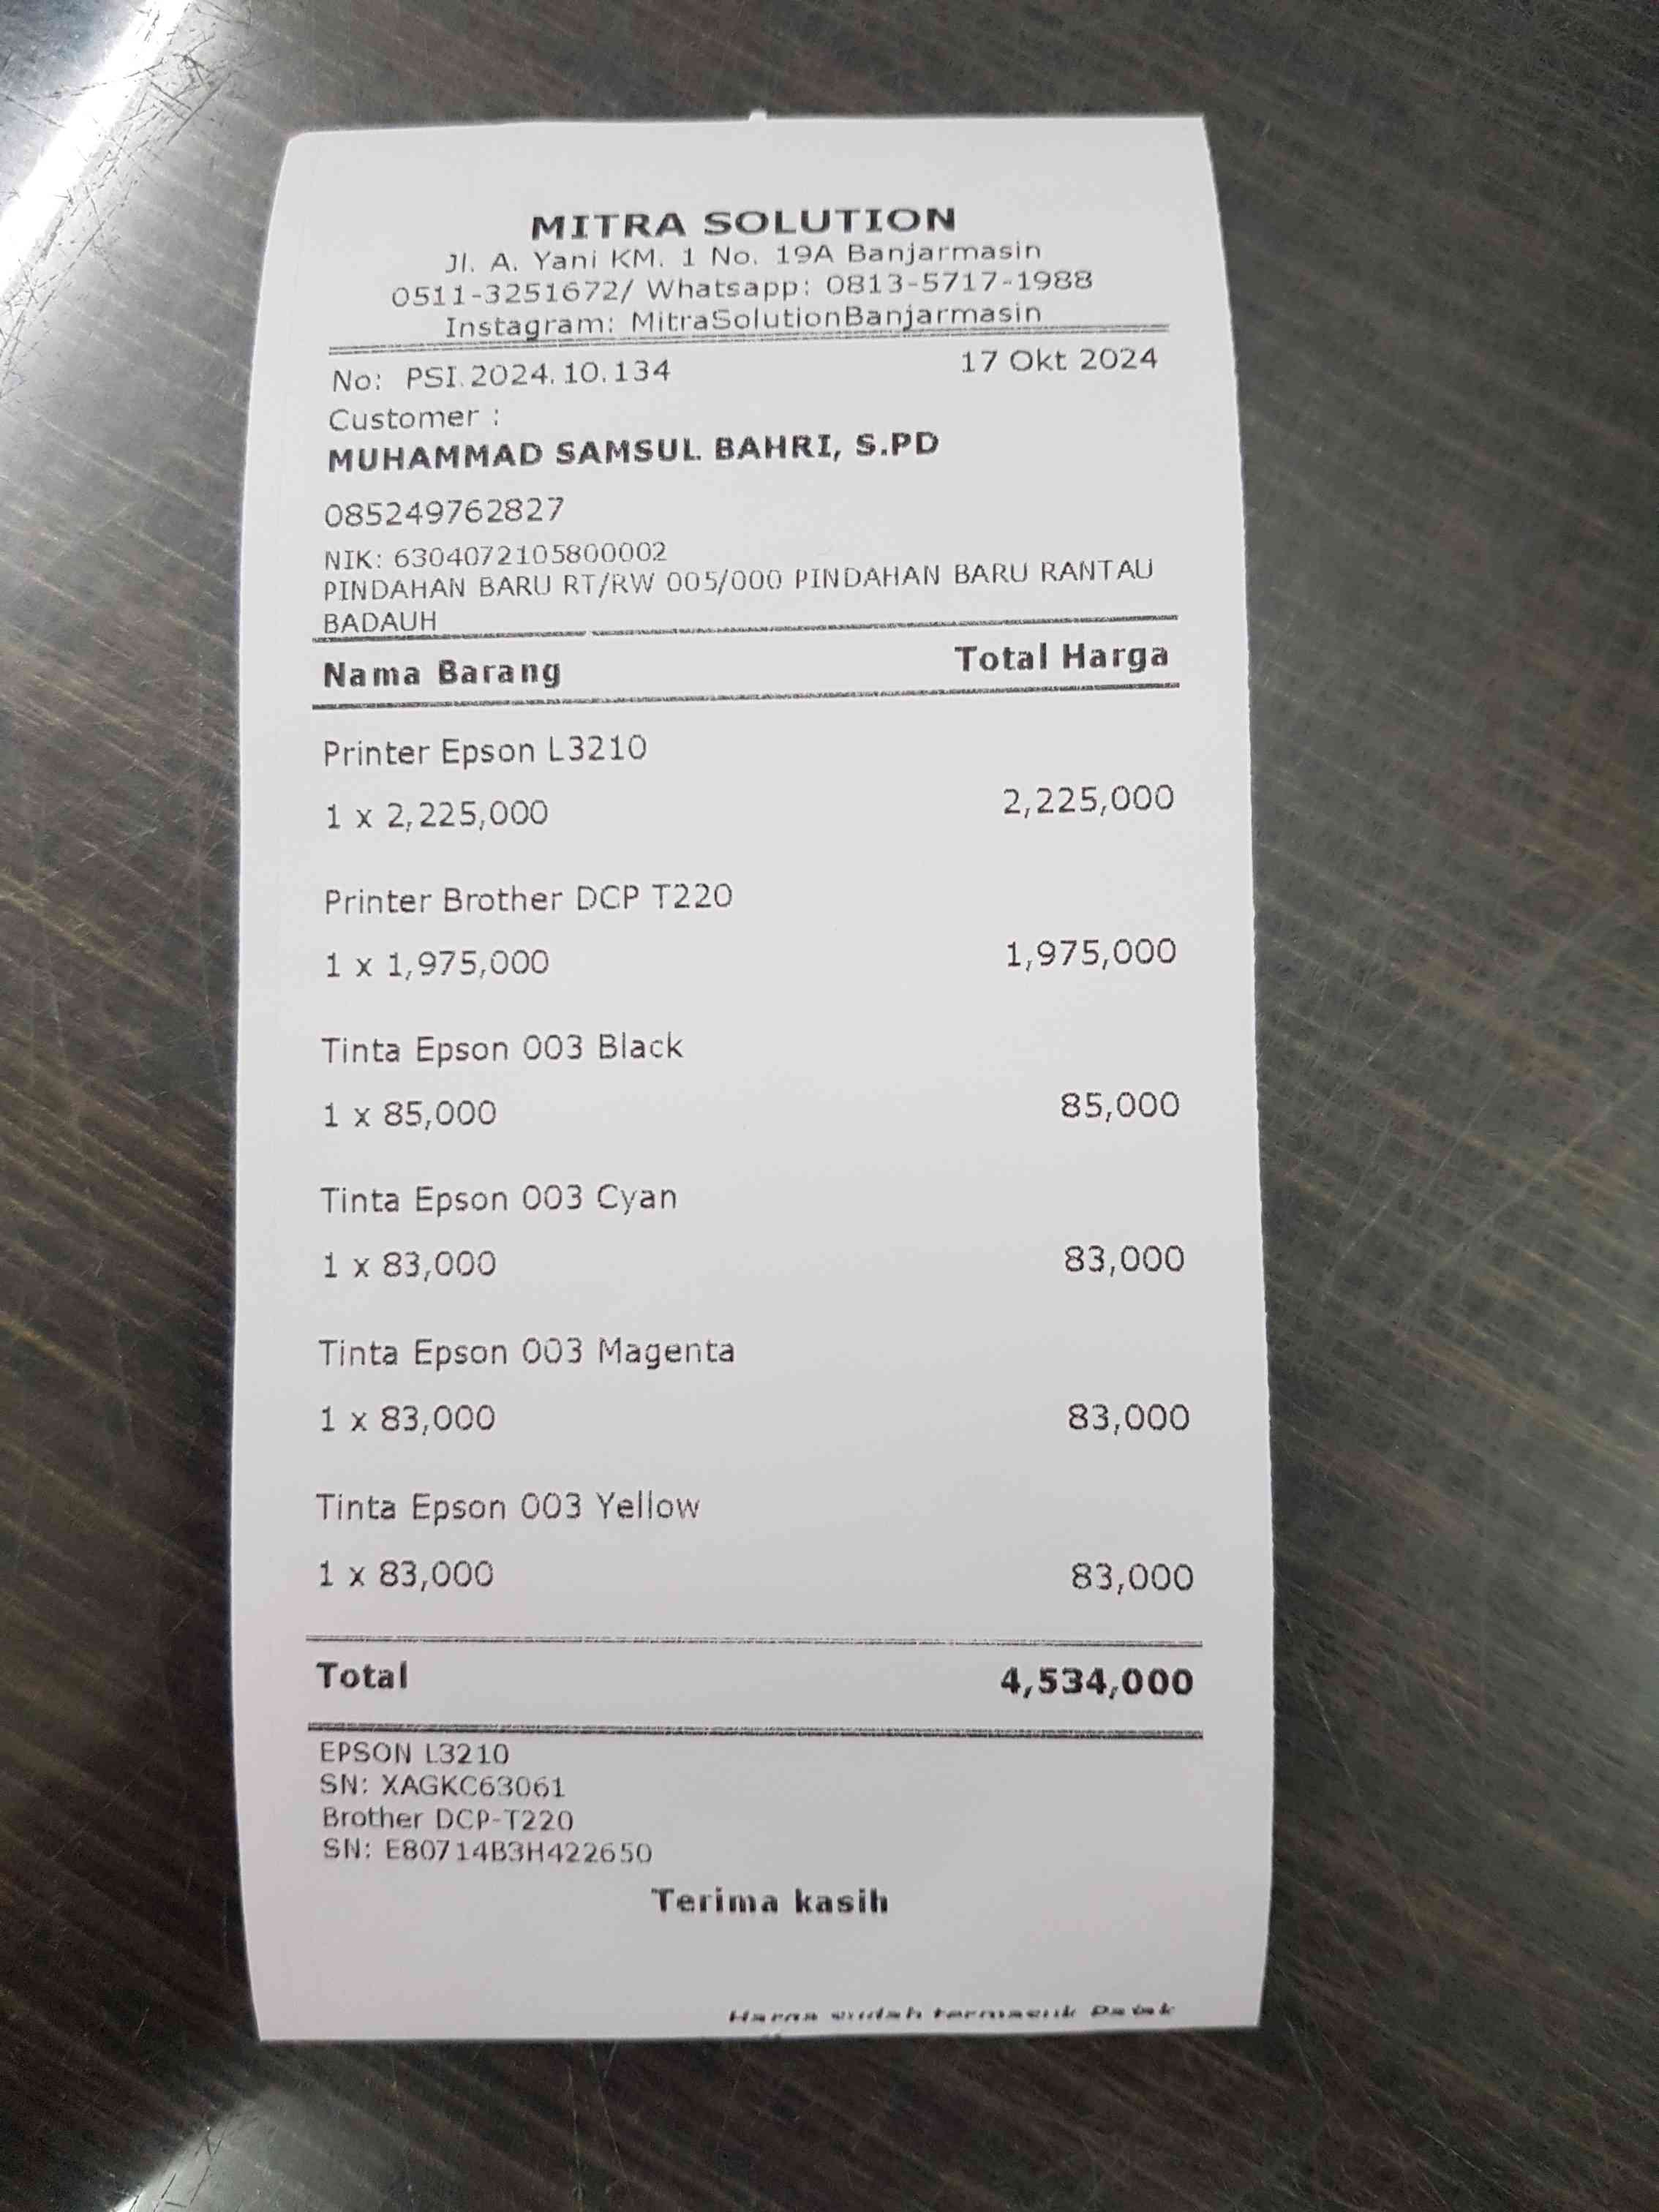 MITRA SOLUTION
Jl. A. Yani KM. 1 No. 19A Banjarmasin
0511-3251672/ Whatsapp: 0813-5717-1988
Instagram: MitraSolutionBanjarmasin
No: PSI.2024.10.134 17 Okt 2024
Customer :
MUHAMMAD SAMSUL BAHRI, S.PD
085249762827
NIK: 6304072105800002
PINDAHAN BARU RT/RW 005/000 PINDAHAN BARU RANTAU
BADAUH
Nama Barang Total Harga
Printer Epson L3210
1 x 2,225,000 2,225,000
Printer Brother DCP T220
1 x 1,975,000 1,975,000
Tinta Epson 003 Black
1 x 85,000 85,000
Tinta Epson 003 Cyan
1 x 83,000 83,000
Tinta Epson 003 Magenta
1 x 83,000 83,000
Tinta Epson 003 Yellow
1 x 83,000 83,000
Total 4,534,000
EPSON L3210
SN: XAGKC63061
Brother DCP-T220
SN: E80714B3H422650
Terima kasih
Harga sudah termasuk Pajak